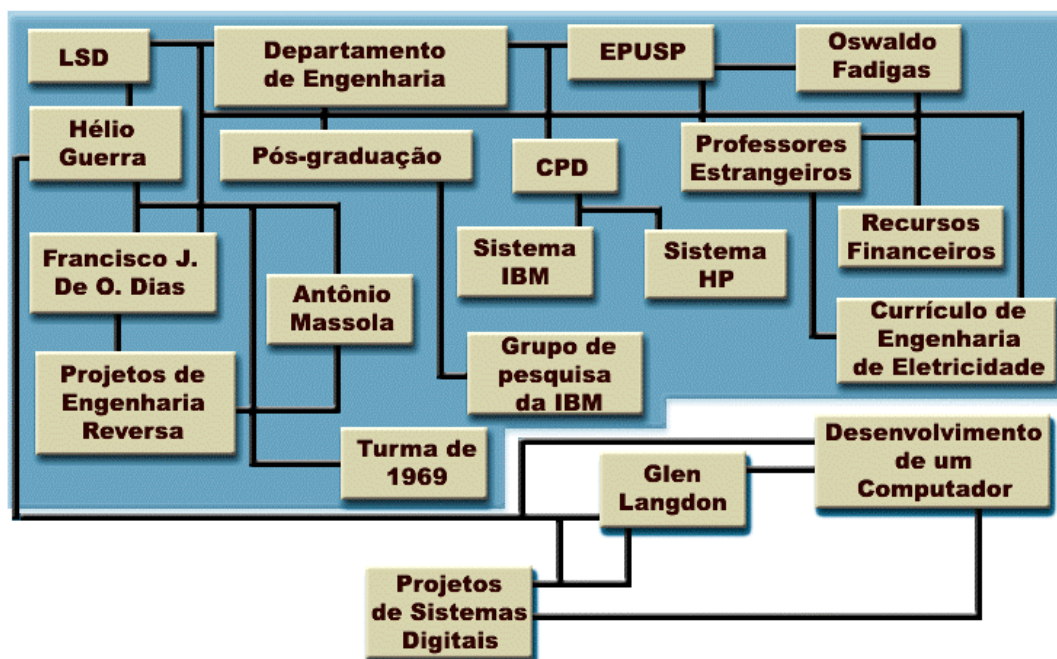 LSD
Departamento
de Engenharia
EPUSP
Oswaldo
Fadigas
Hélio
Guerra
Pós-graduação
CPD
Professores
Estrangeiros
Francisco J.
De O. Dias
Antônio
Massola
Sistema
IBM
Sistema
HP
Recursos
Financeiros
Projetos de
Engenharia
Reversa
Grupo de
pesquisa
da IBM
Currículo de
Engenharia
de Eletricidade
Turma de
1969
Glen
Langdon
Desenvolvimento
de um
Computador
Projetos
de Sistemas
Digitais